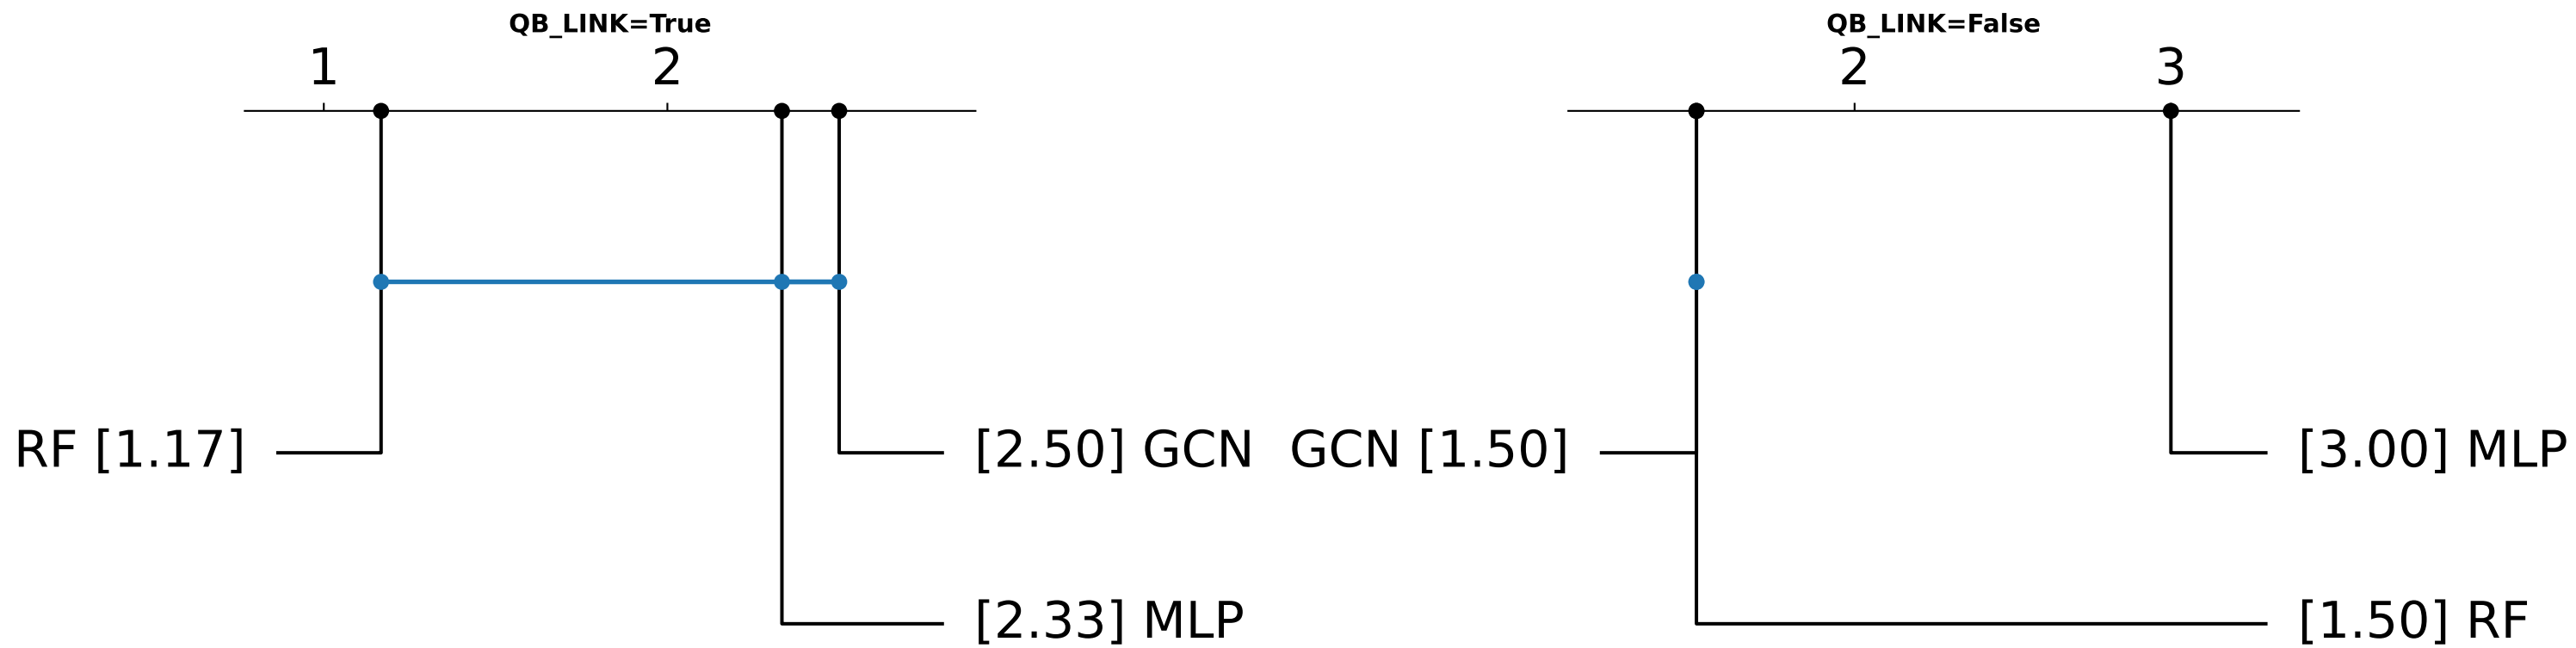 QB_LINK=True
1 2
RF [1.17]
[2.50] GCN
[2.33] MLP
QB_LINK=False
2 3
GCN [1.50]
[3.00] MLP
[1.50] RF